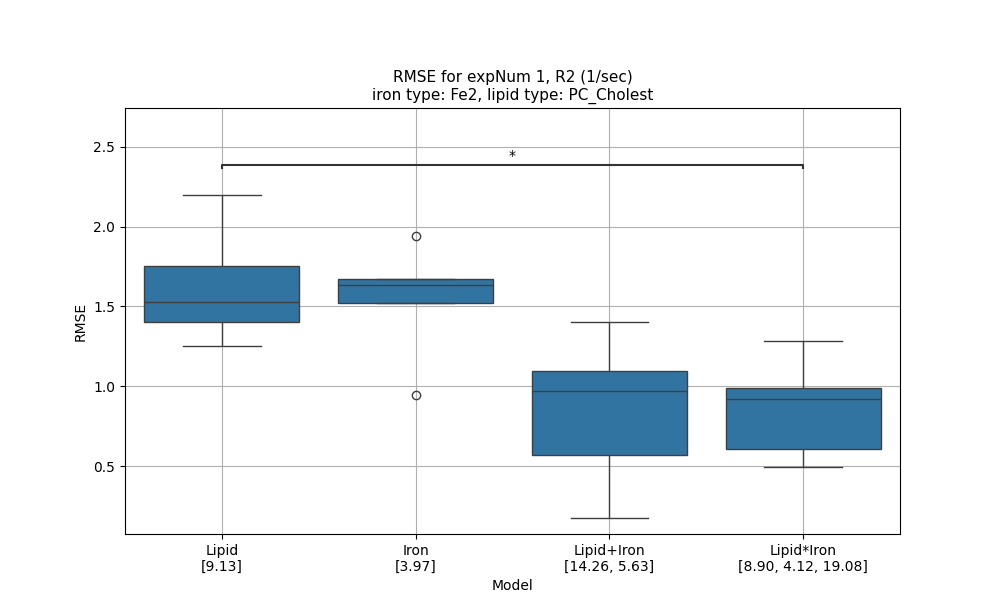 RMSE for expNum 1, R2 (1/sec)
iron type: Fe2, lipid type: PC_Cholest
2.5
2.0
1.5
1.0
0.5
RMSE
*
Lipid
[9.13]
Iron
[3.97]
Lipid+Iron
[14.26, 5.63]
Lipid*Iron
[8.90, 4.12, 19.08]
Model